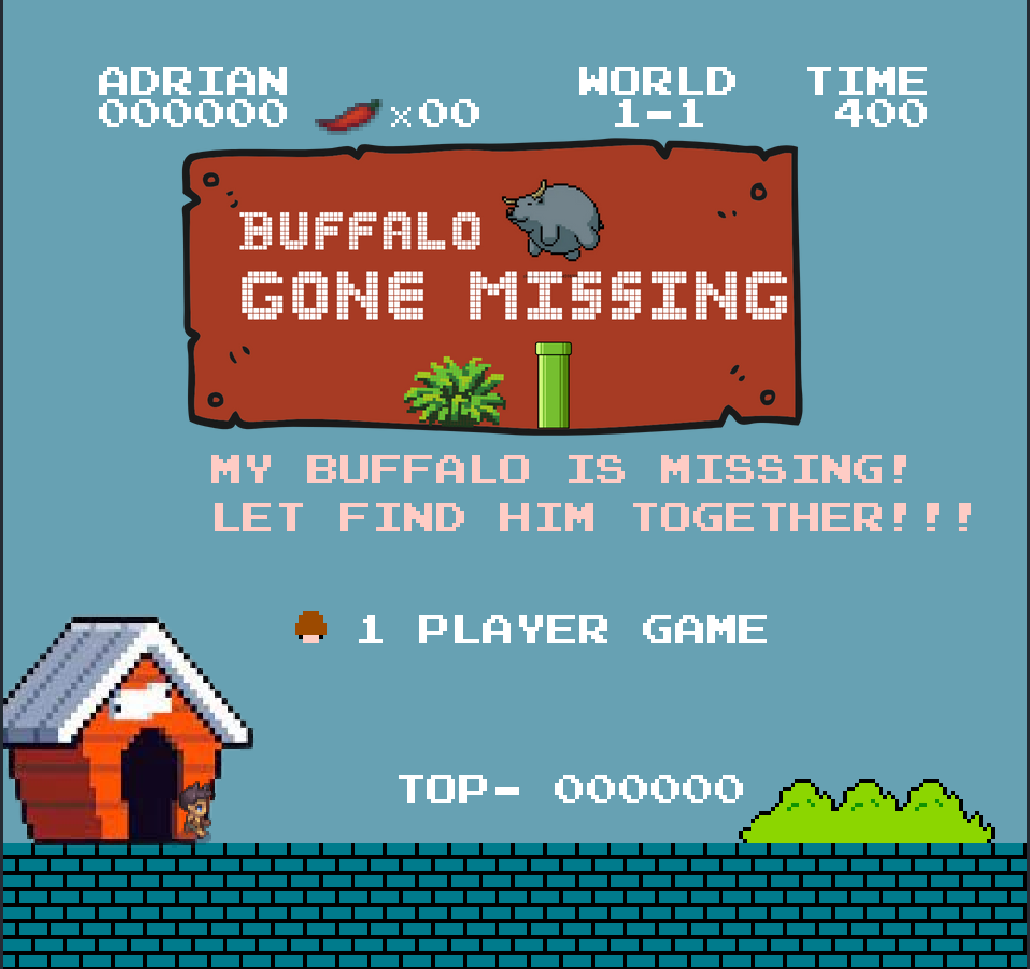 ADRIAN WORLD TIME
000000 x00 1-1 400
BUFFALO
GONE MISSING
MY BUFFALO IS MISSING!
LET FIND HIM TOGETHER!!!
1 PLAYER GAME
TOP- 000000